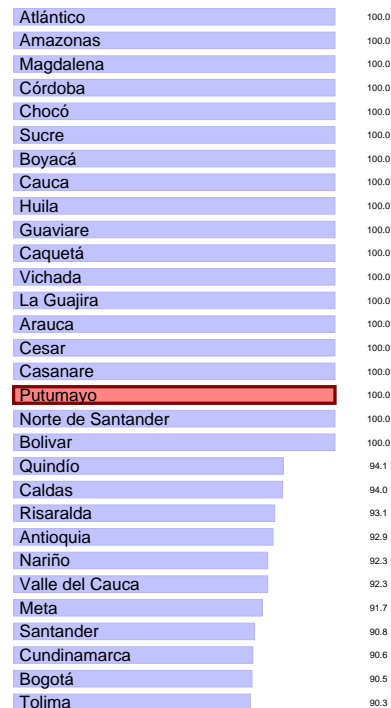 Atlántico 100.0
Amazonas 100.0
Magdalena 100.0
Córdoba 100.0
Chocó 100.0
Sucre 100.0
Boyacá 100.0
Cauca 100.0
Huila 100.0
Guaviare 100.0
Caquetá 100.0
Vichada 100.0
La Guajira 100.0
Arauca 100.0
Cesar 100.0
Casanare 100.0
Putumayo 100.0
Norte de Santander 100.0
Bolivar 100.0
Quindío 94.1
Caldas 94.0
Risaralda 93.1
Antioquia 92.9
Nariño 92.3
Valle del Cauca 92.3
Meta 91.7
Santander 90.8
Cundinamarca 90.6
Bogotá 90.5
Tolima 90.3